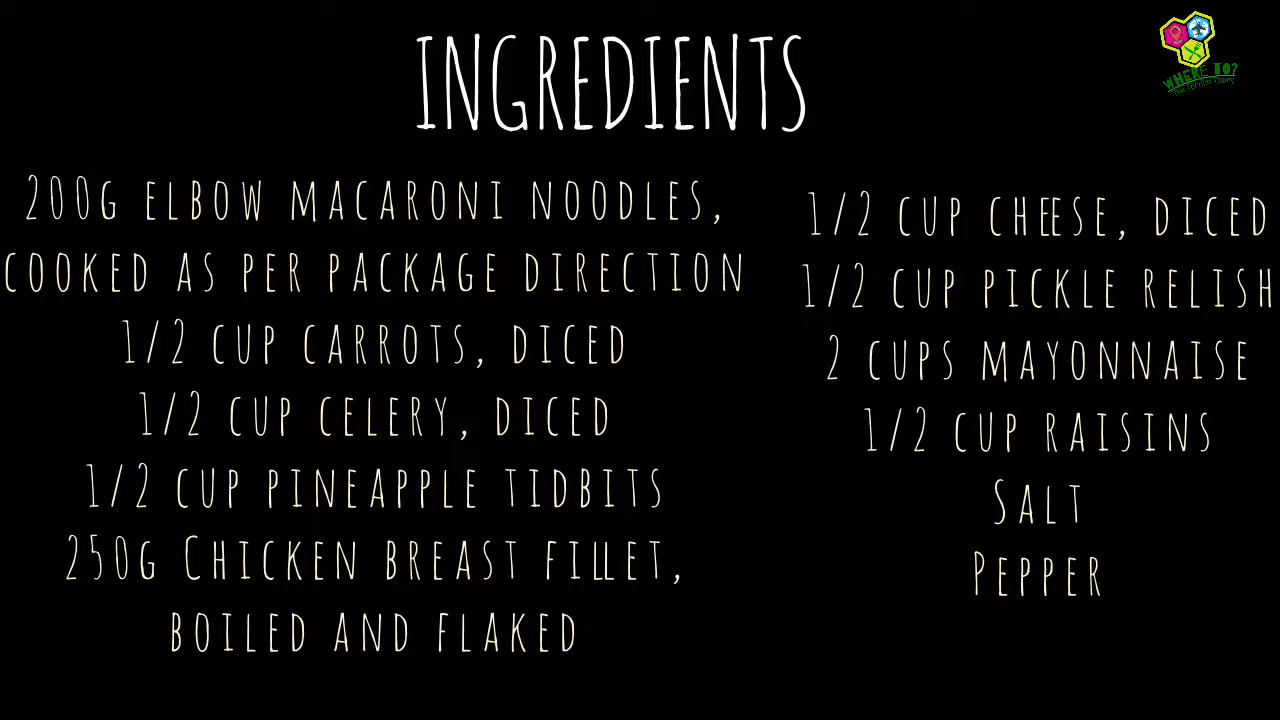 INGREDIENTS
WHERE TO?
200g ELBOW MACARONI NOODLES,
COOKED AS PER PACKAGE DIRECTION
1/2 CUP CARROTS, DICED
1/2 CUP CELERY, DICED
1/2 CUP PINEAPPLE TIDBITS
250g CHICKEN BREAST FILLET,
BOILED AND FLAKED
1/2 CUP CHEESE, DICED
1/2 CUP PICKLE RELISH
2 CUPS MAYONNAISE
1/2 CUP RAISINS
SALT
PEPPER